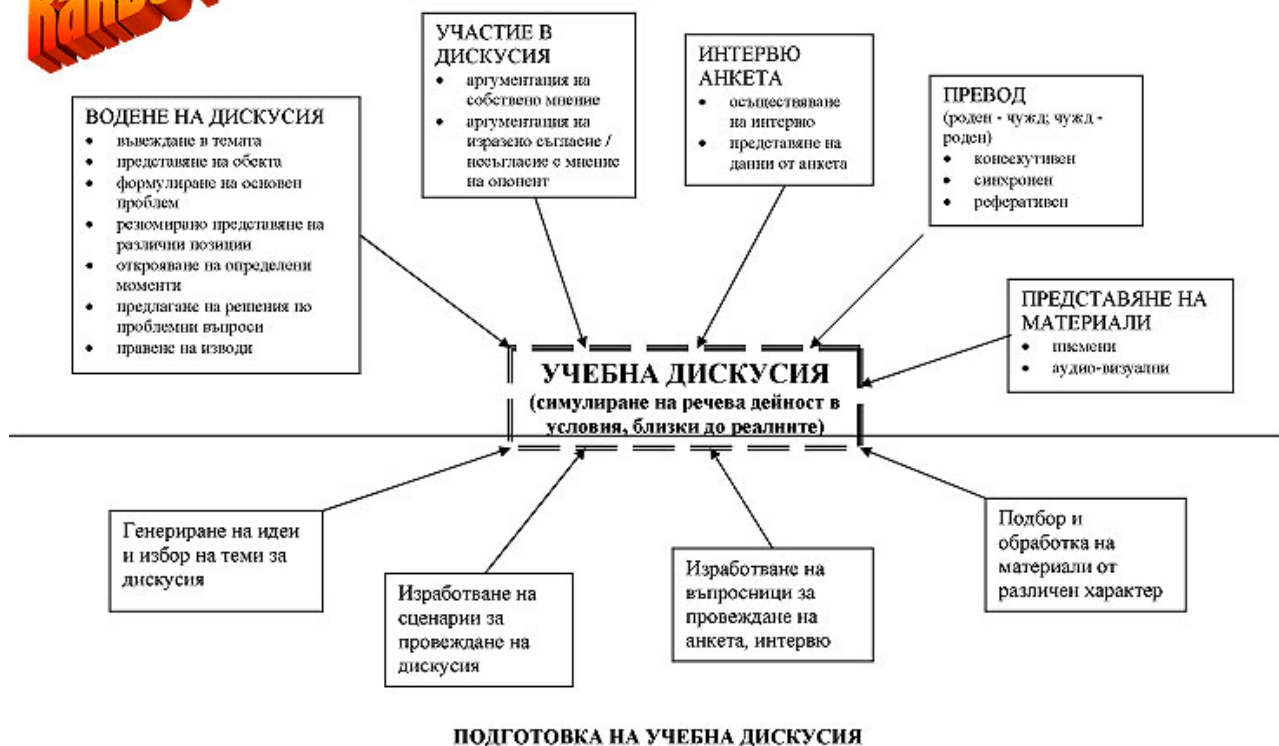 УЧАСТИЕ В
ДИСКУСИЯ
• аргументация на
собствено мнение
• аргументация на
изразено съгласие /
несъгласие с мнение
на опонент
ИНТЕРВЮ
АНКЕТА
• осъществяване
на интервю
• представяне на
данни от анкета
ПРЕВОД
(роден - чужд; чужд -
роден)
• консекутивен
• синхронен
• реферативен
ВОДЕНЕ НА ДИСКУСИЯ
• въвеждане в темата
• представяне на обекта
• формулиране на основен
проблем
• резюмирано представяне на
различни позиции
• открояване на определени
моменти
• предлагане на решения по
проблемни въпроси
• правене на изводи
ПРЕДСТАВЯНЕ НА
МАТЕРИАЛИ
• писмени
• аудио-визуални
УЧЕБНА ДИСКУСИЯ
(симулиране на речева дейност в
условия, близки до реалните)
Генериране на идеи
и избор на теми за
дискусия
Изработване на
сценарии за
провеждане на
дискусия
Изработване на
въпросници за
провеждане на
анкета, интервю
Подбор и
обработка на
материали от
различен характер
ПОДГОТОВКА НА УЧЕБНА ДИСКУСИЯ